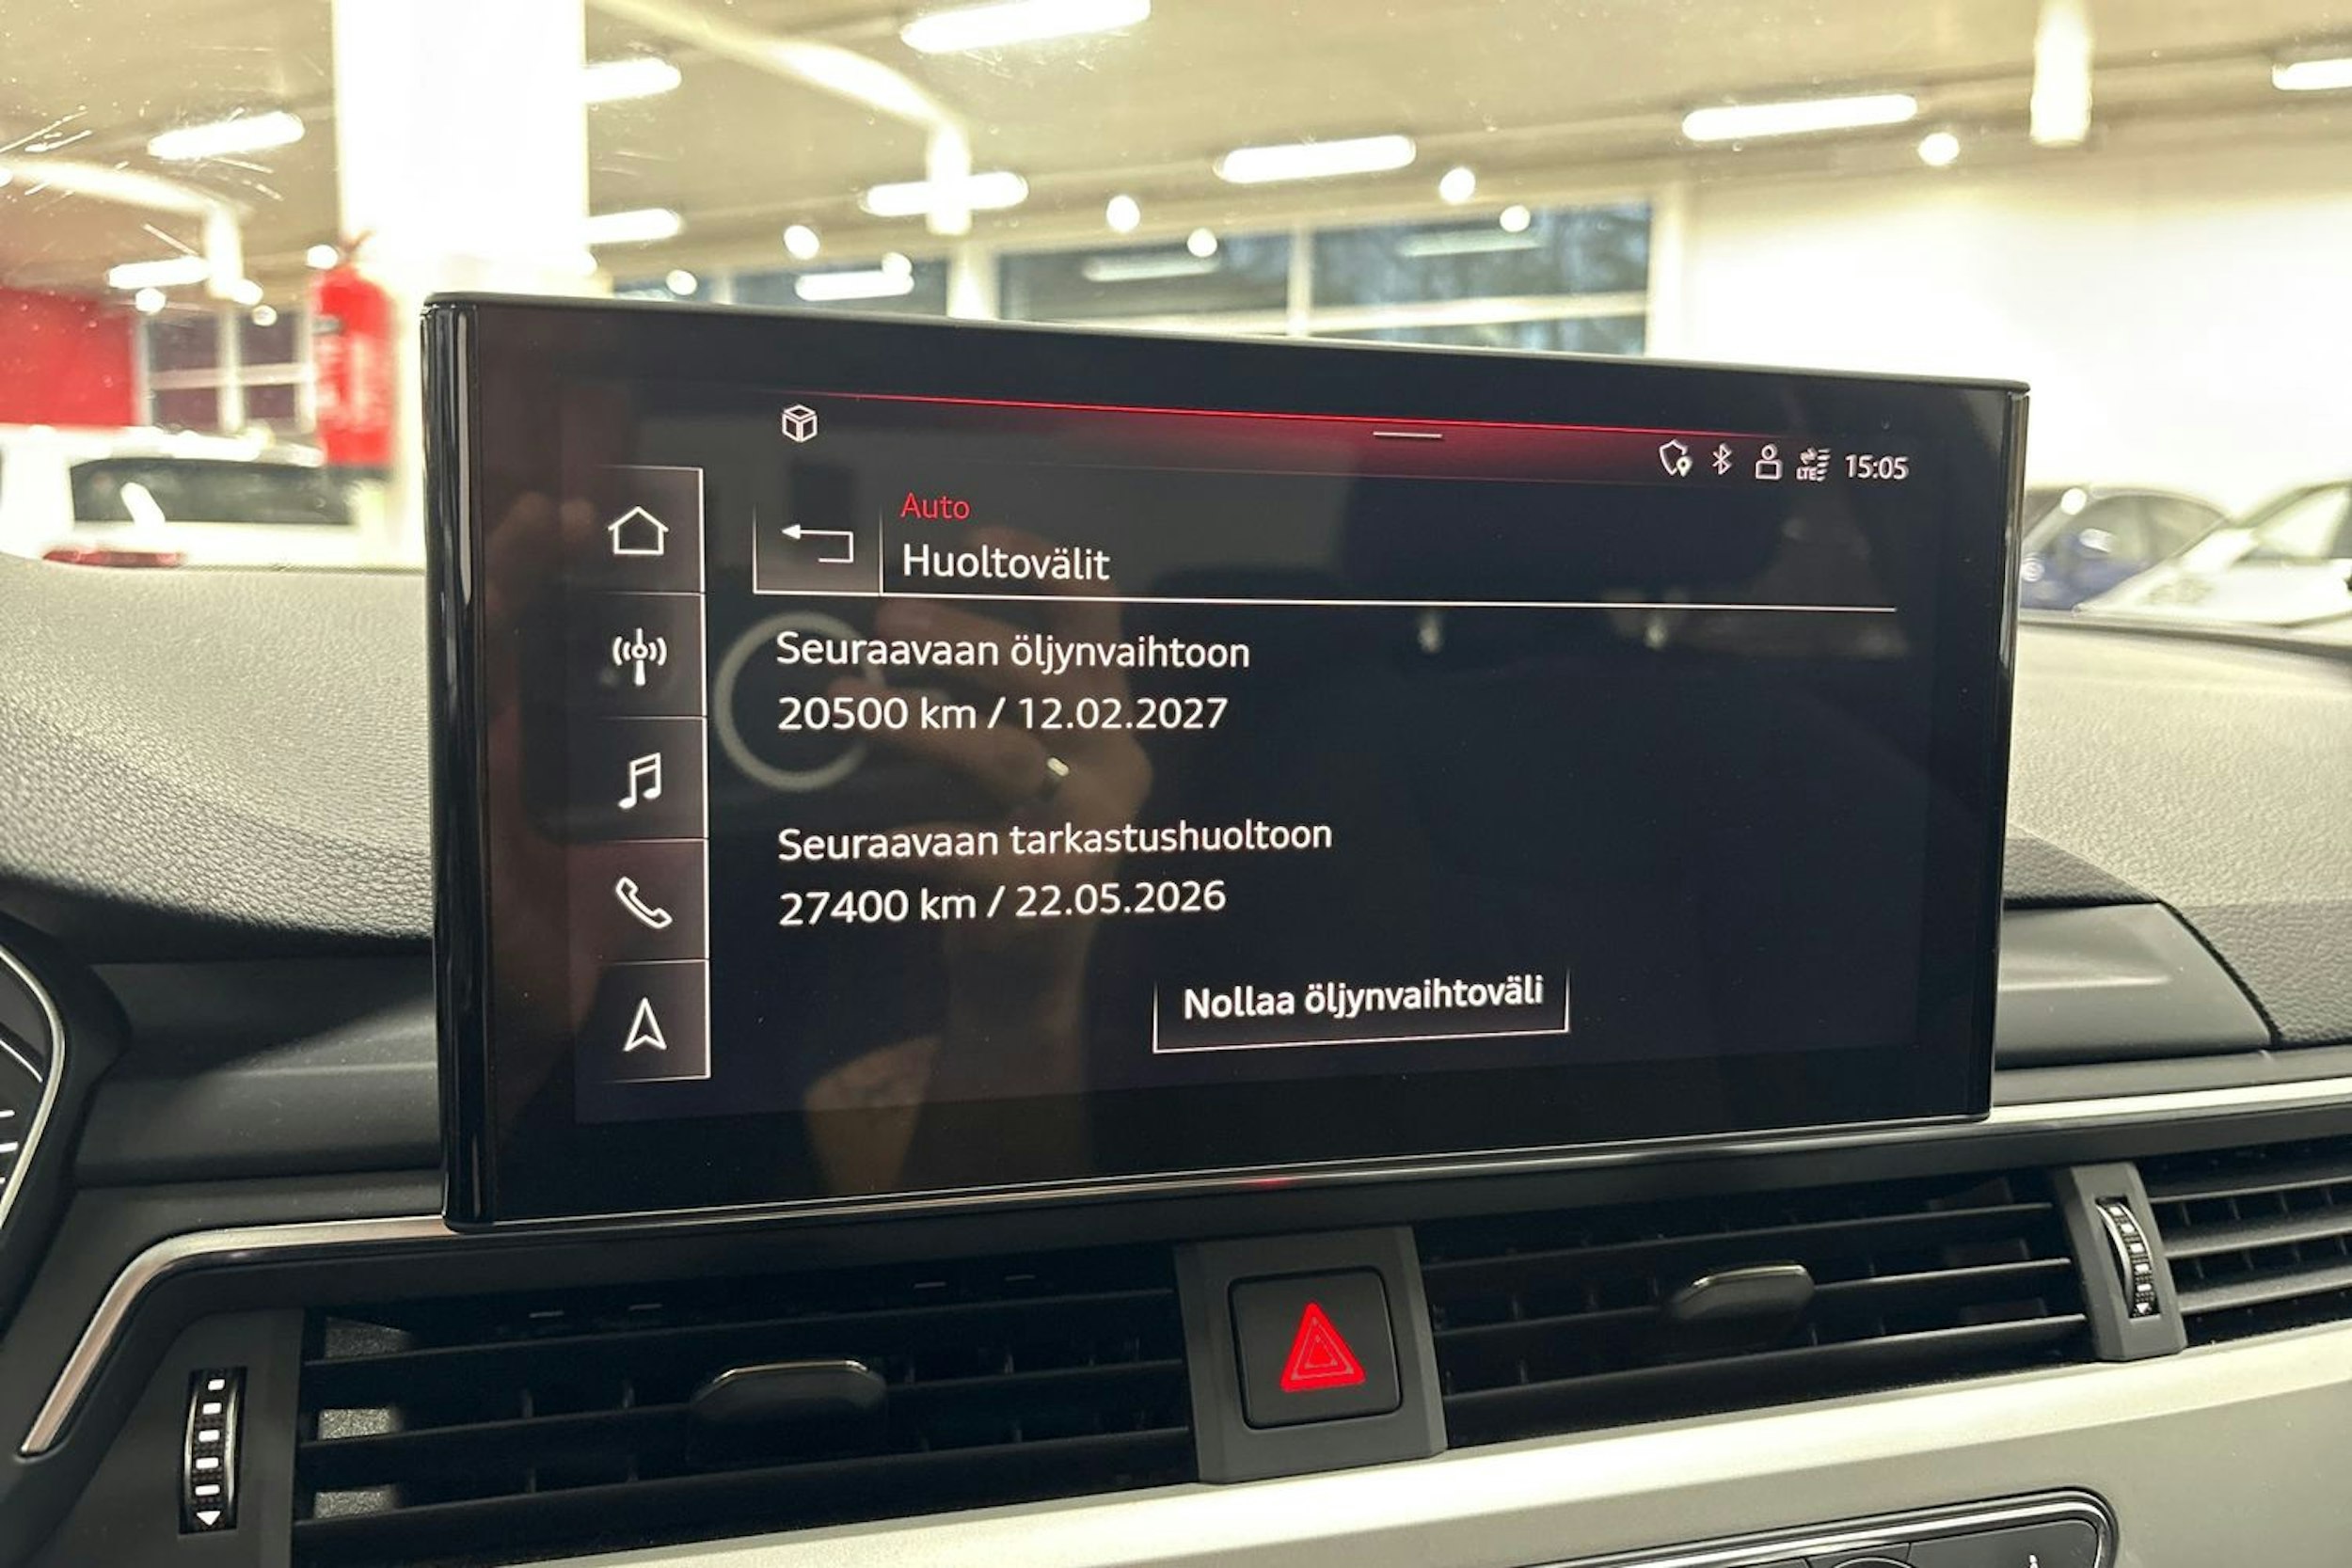 LTE 15:05
Auto
Huoltovälit
Seuraavaan öljynvaihtoon
20500 km / 12.02.2027
Seuraavaan tarkastushuoltoon
27400 km / 22.05.2026
Nollaa öljynvaihtoväli